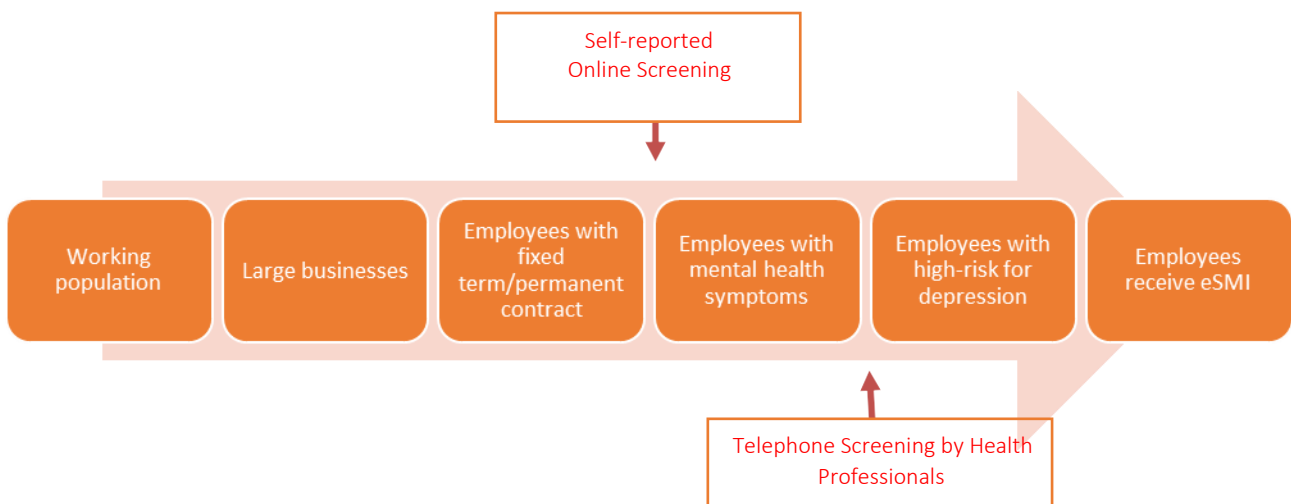 Self-reported
Online Screening
Working
population
Large businesses
Employees with
fixed
term/permanent
contract
Employees with
mental health
symptoms
Employees with
high-risk for
depression
Employees
receive eSMI
Telephone Screening by Health
Professionals